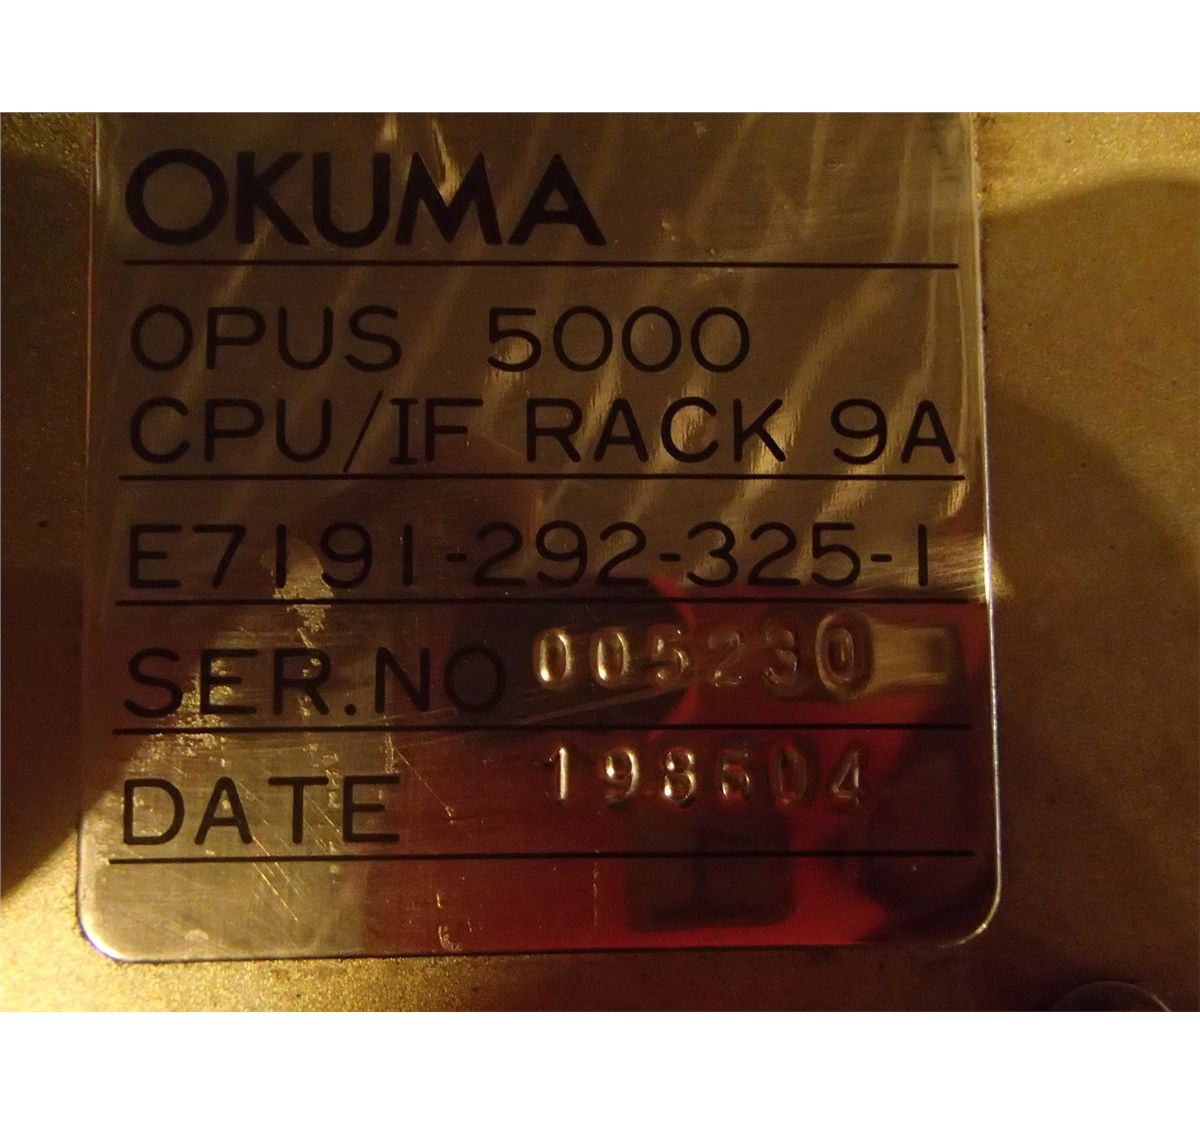 OKUMA
OPUS 5000
CPU/IF RACK 9A
E7191-292-325-1
SER.NO 005230
DATE 198604